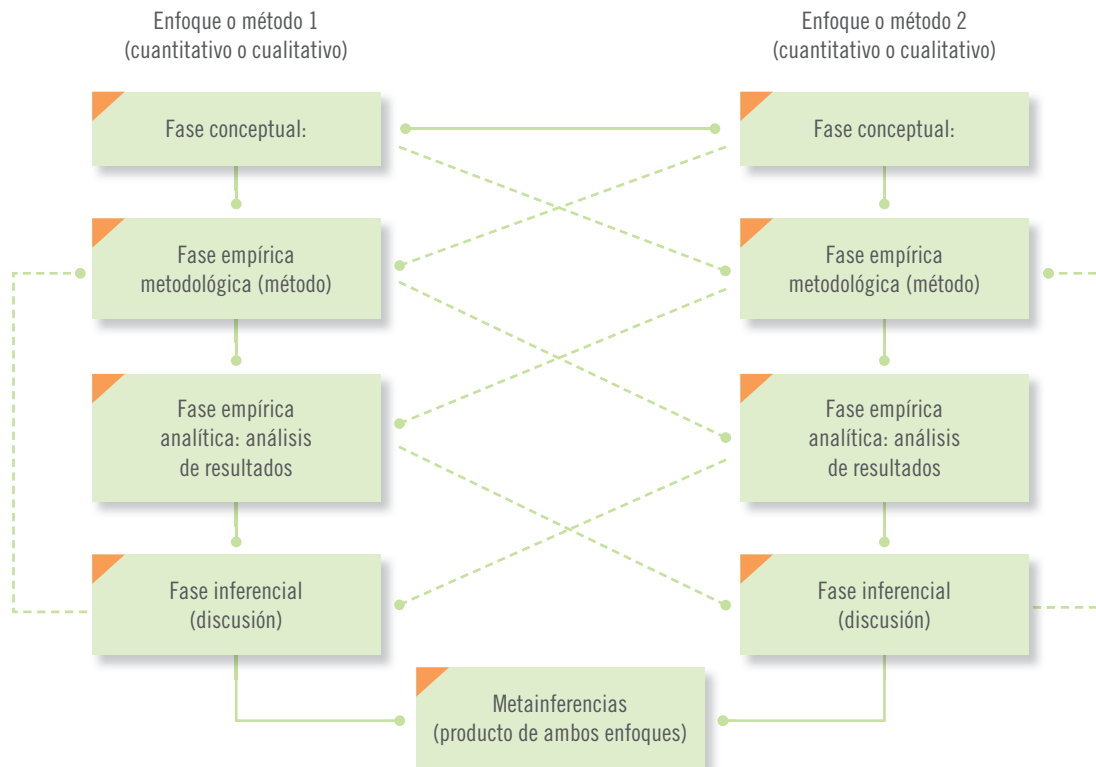 Enfoque o método 1
(cuantitativo o cualitativo)
Enfoque o método 2
(cuantitativo o cualitativo)
Fase conceptual:
Fase conceptual:
Fase empírica
metodológica (método)
Fase empírica
metodológica (método)
Fase empírica
analítica: análisis
de resultados
Fase empírica
analítica: análisis
de resultados
Fase inferencial
(discusión)
Fase inferencial
(discusión)
Metainferencias
(producto de ambos enfoques)